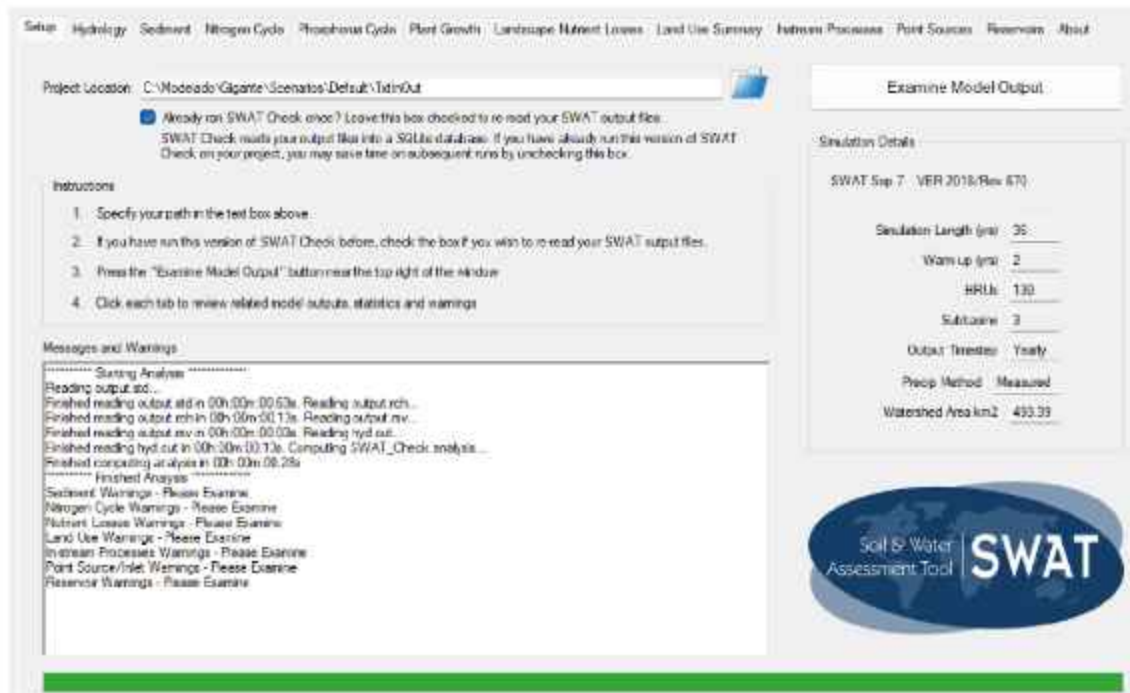 Setup Hydrology Sediment Nitrogen Cycle Phosphorus Cycle Plant Growth Landscape Nutrient Losses Land Use Summary Instream Processes Point Sources Reservoirs About
Project Location: C:\Modelado\Gigante\Scenarios\Default\TxtInOut
Already ran SWAT Check once? Leave this box checked to re-read your SWAT output files.
SWAT Check reads your output files into a SQLite database. If you have already run this version of SWAT
Check on your project, you may save time on subsequent runs by unchecking this box.
Instructions
1. Specify your path in the text box above
2. If you have run this version of SWAT Check before, check the box if you wish to re-read your SWAT output files.
3. Press the "Examine Model Output" button near the top right of the window
4. Click each tab to review related model outputs, statistics and warnings
Messages and Warnings
*********** Starting Analysis **************
Reading output.std...
Finished reading output.std in 00h:00m:00.63s. Reading output.rch...
Finished reading output.rch in 00h:00m:00.13s. Reading output.rsv...
Finished reading output.rsv in 00h:00m:00.03s. Reading hyd.out...
Finished reading hyd.out in 00h:00m:00.13s. Computing SWAT_Check analysis...
Finished computing analysis in 00h:00m:00.28s
*********** Finished Analysis **************
Sediment Warnings - Please Examine
Nitrogen Cycle Warnings - Please Examine
Nutrient Losses Warnings - Please Examine
Land Use Warnings - Please Examine
In-stream Processes Warnings - Please Examine
Point Source/Inlet Warnings - Please Examine
Reservoir Warnings - Please Examine
Examine Model Output
Simulation Details
SWAT Sep 7 VER 2018/Rev 670
Simulation Length (yrs) 36
Warm up (yrs) 2
HRUs 130
Subbasins 3
Output Timestep Yearly
Precip Method Measured
Watershed Area km2 493.39
Soil & Water
Assessment Tool
SWAT